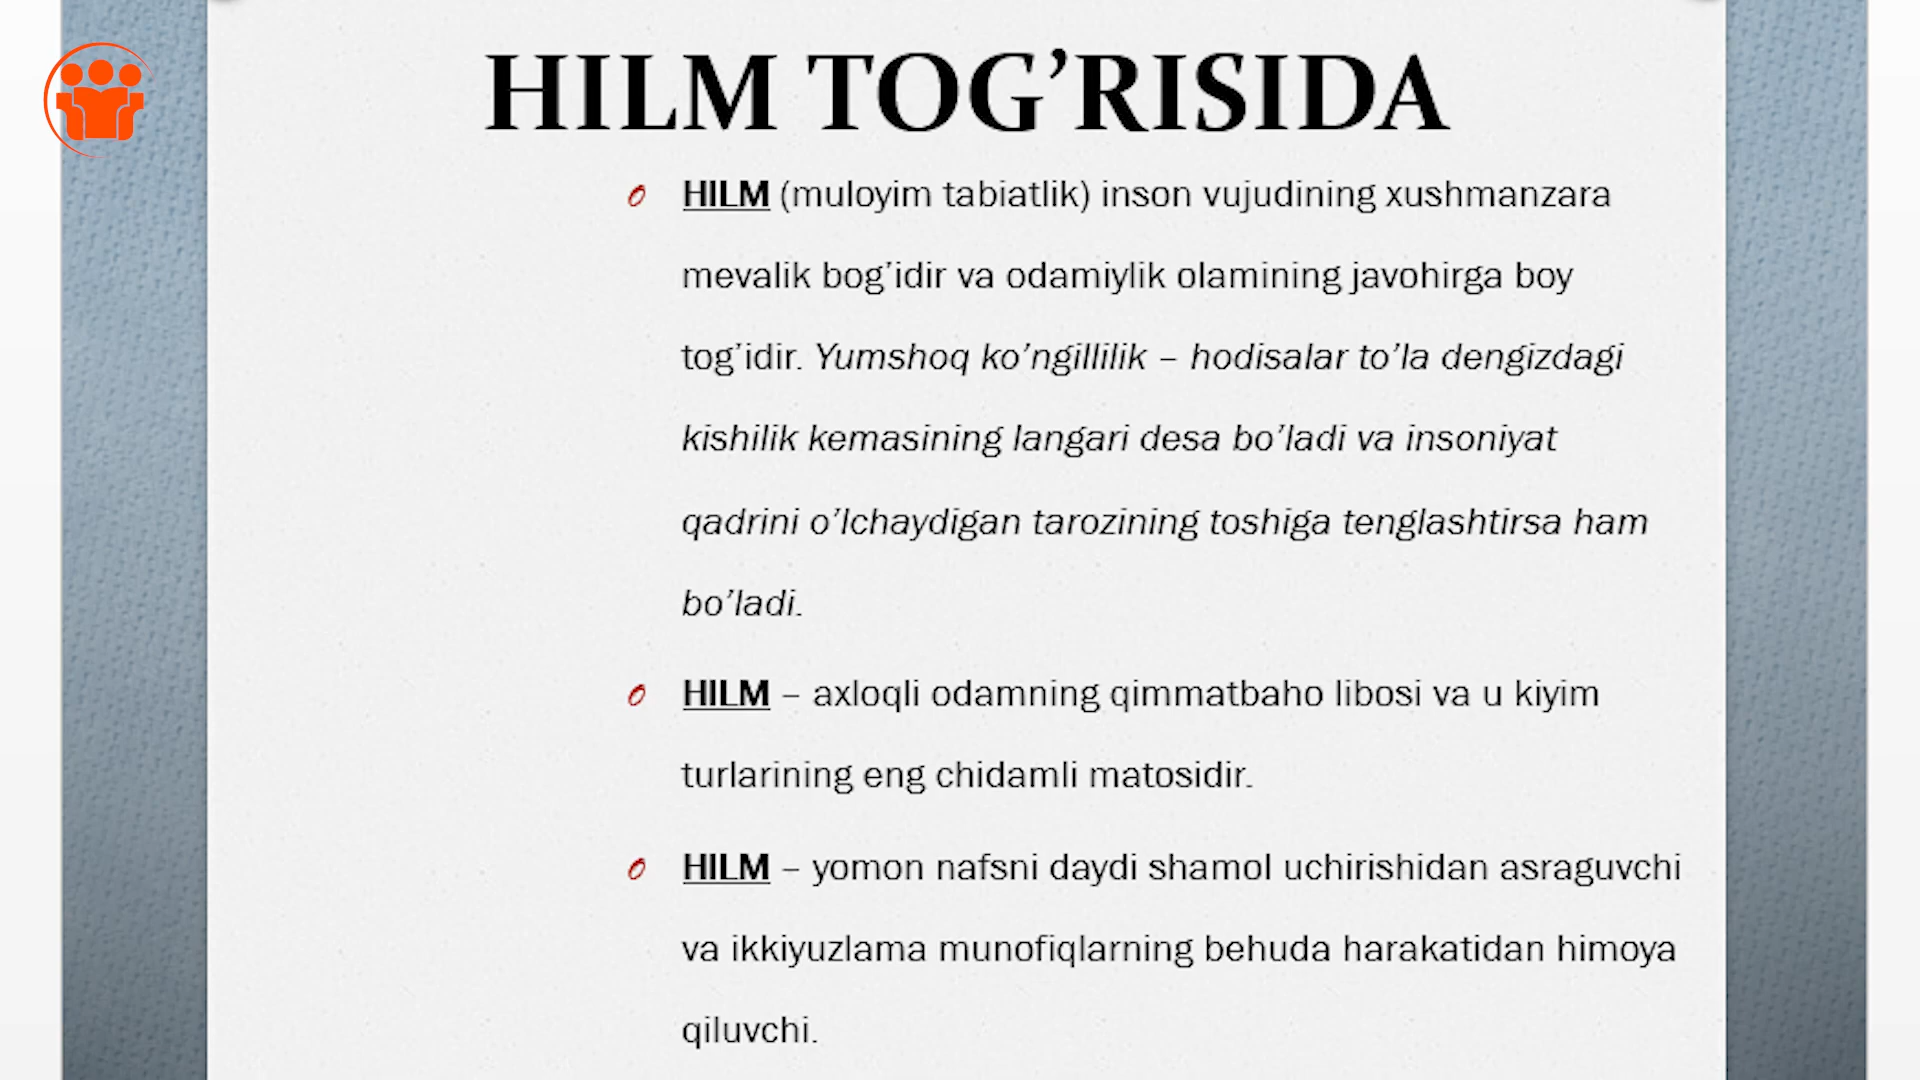 HILM TOG’RISIDA
HILM (muloyim tabiatlik) inson vujudining xushmanzara
mevalik bog’idir va odamiylik olamining javohirga boy
tog’idir. Yumshoq ko’ngillilik – hodisalar to’la dengizdagi
kishilik kemasining langari desa bo’ladi va insoniyat
qadrini o’lchaydigan tarozining toshiga tenglashtirsa ham
bo’ladi.
HILM – axloqli odamning qimmatbaho libosi va u kiyim
turlarining eng chidamli matosidir.
HILM – yomon nafsni daydi shamol uchirishidan asraguvchi
va ikkiyuzlama munofiqlarning behuda harakatidan himoya
qiluvchi.